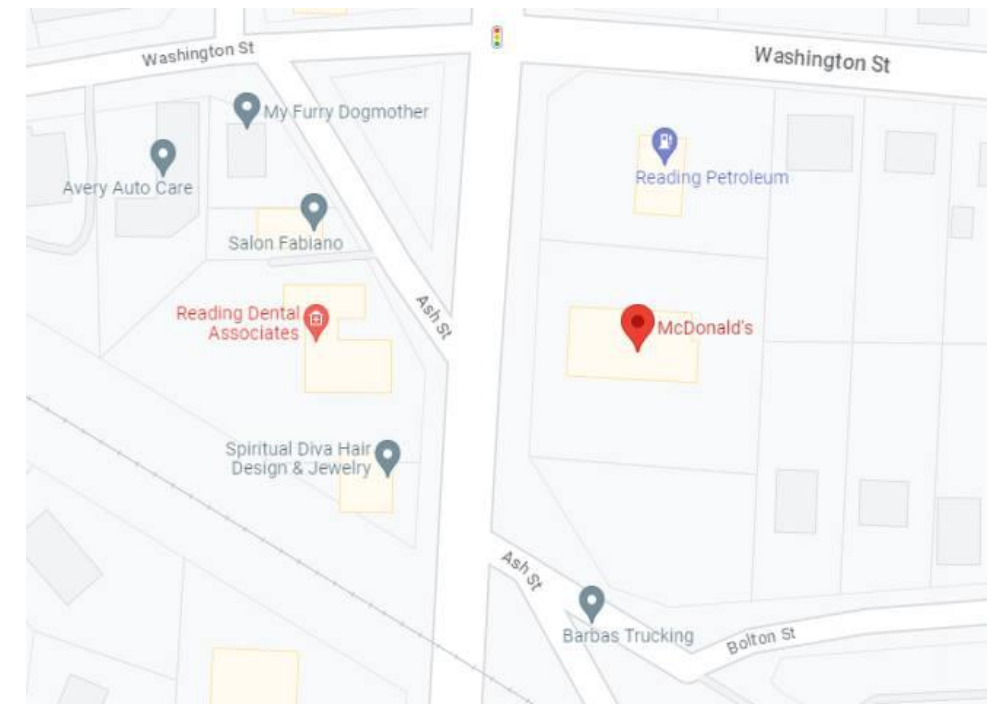 Washington St
Washington St
My Furry Dogmother
Avery Auto Care
Reading Petroleum
Salon Fabiano
Ash St
Reading Dental
Associates
McDonald's
Spiritual Diva Hair
Design & Jewelry
Ash St
Barbas Trucking
Bolton St